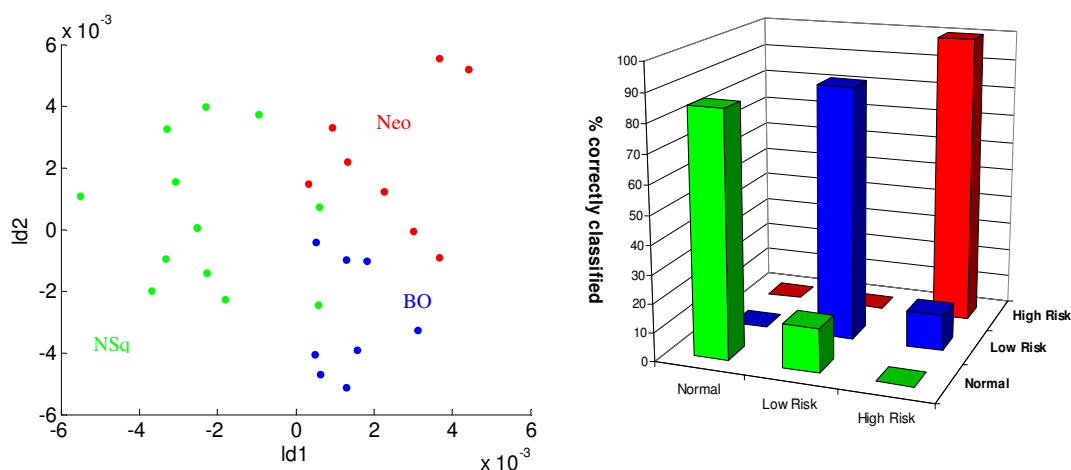 x 10⁻³
6
4
2
0
-2
-4
-6
ld2
Neo
BO
NSq
-6 -4 -2 0 2 4 6
ld1
x 10⁻³
100
90
80
70
60
50
40
30
20
10
0
% correctly classified
Normal
Low Risk
High Risk
High Risk
Low Risk
Normal